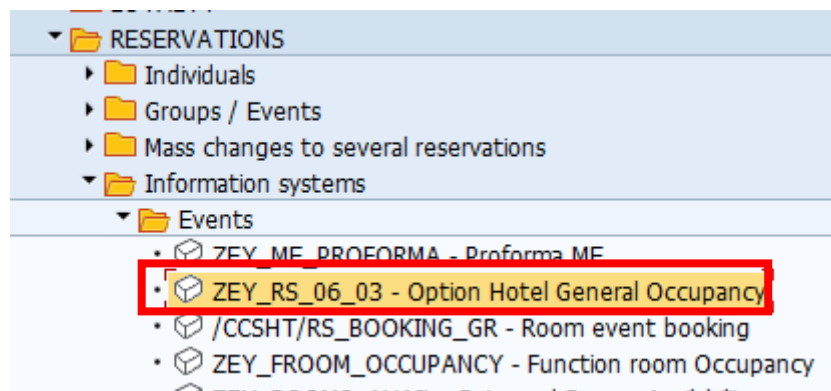 RESERVATIONS
Individuals
Groups / Events
Mass changes to several reservations
Information systems
Events
ZEY_ME_PROFORMA - Proforma ME
ZEY_RS_06_03 - Option Hotel General Occupancy
/CCSHT/RS_BOOKING_GR - Room event booking
ZEY_FROOM_OCCUPANCY - Function room Occupancy